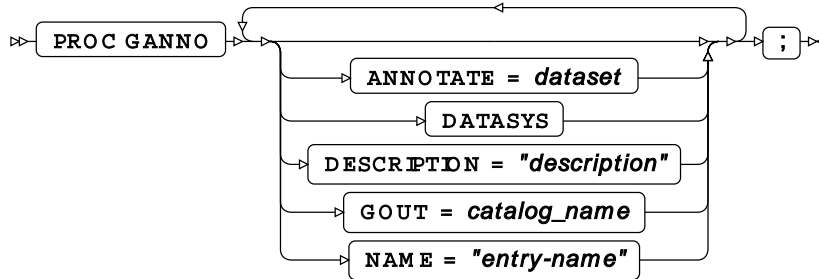 PROC GANNO ;
ANNOTATE = dataset
DATASYS
DESCRIPTION = "description"
GOUT = catalog_name
NAME = "entry-name"